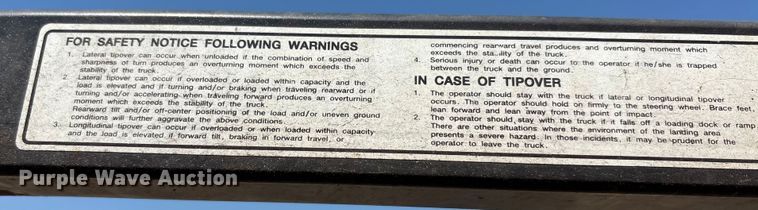 FOR SAFETY NOTICE FOLLOWING WARNINGS
1. Lateral tipover can occur when unloaded if the combination of speed and
sharpness of turn produces an overturning moment which exceeds the
stability of the truck.
2. Lateral tipover can occur if overloaded or loaded within capacity and the
load is elevated and if turning and/or braking when traveling rearward or if
turning and/or accelerating when traveling forward produces an overturning
moment which exceeds the stability of the truck.
Rearward tilt and/or off-center positioning of the load and/or uneven ground
conditions will further aggravate the above conditions.
3. Longitudinal tipover can occur if overloaded or when loaded within capacity
and the load is elevated if forward tilt, braking in forward travel, or
commencing rearward travel produces and overturning moment which
exceeds the sta ility of the truck.
4. Serious injury or death can occur to the operator if he/she is trapped
between the truck and the ground.
IN CASE OF TIPOVER
1. The operator should stay with the truck if lateral or longitudinal tipover
occurs. The operator should hold on firmly to the steering wheel. Brace feet,
lean forward and lean away from the point of impact.
2. The operator should stay with the truck if it falls off a loading dock or ramp
There are other situations where the environment of the landing area
presents a severe hazard. In those incidents, it may be prudent for the
operator to leave the truck.
Purple Wave Auction